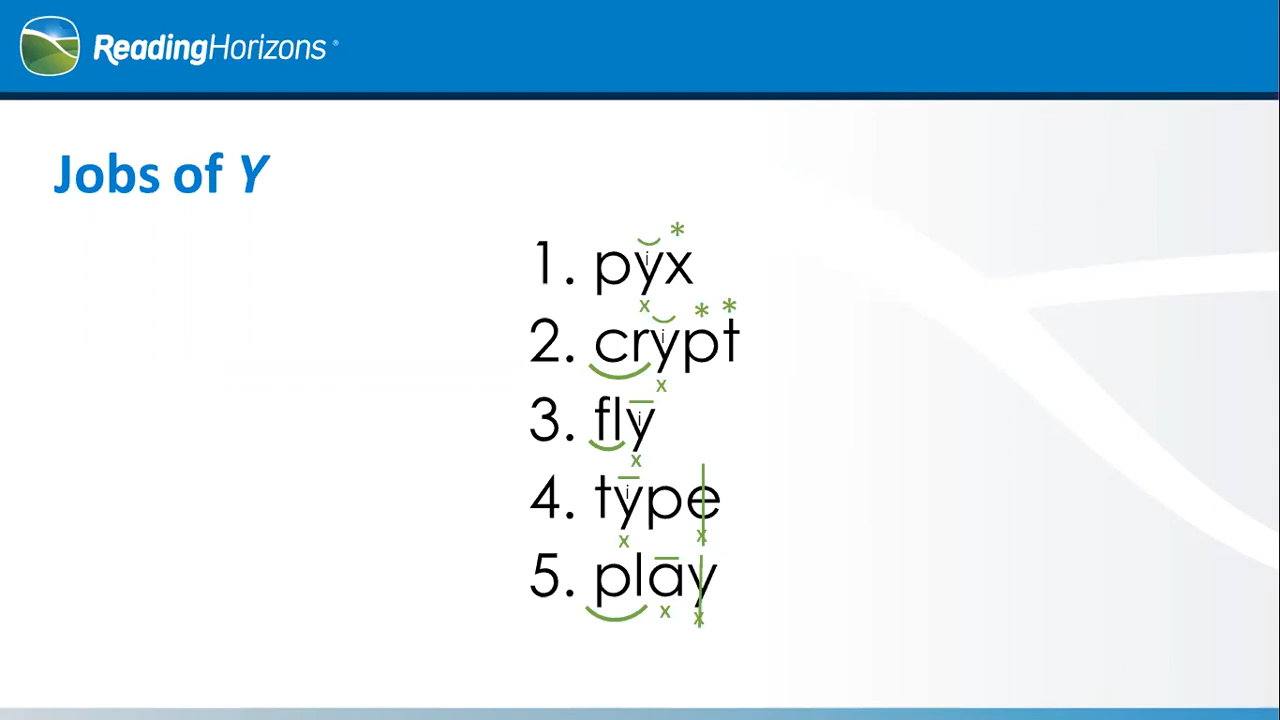 ReadingHorizons®
Jobs of Y
1. pyx
2. crypt
3. fly
4. type
5. play